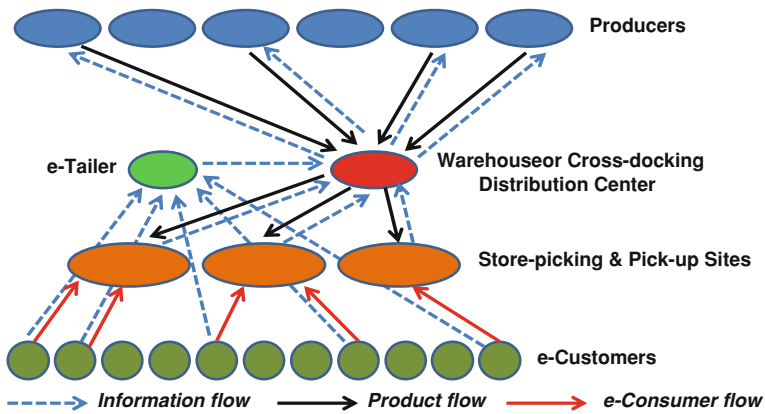 Producers
e-Tailer
Warehouseor Cross-docking
Distribution Center
Store-picking & Pick-up Sites
e-Customers
Information flow
Product flow
e-Consumer flow